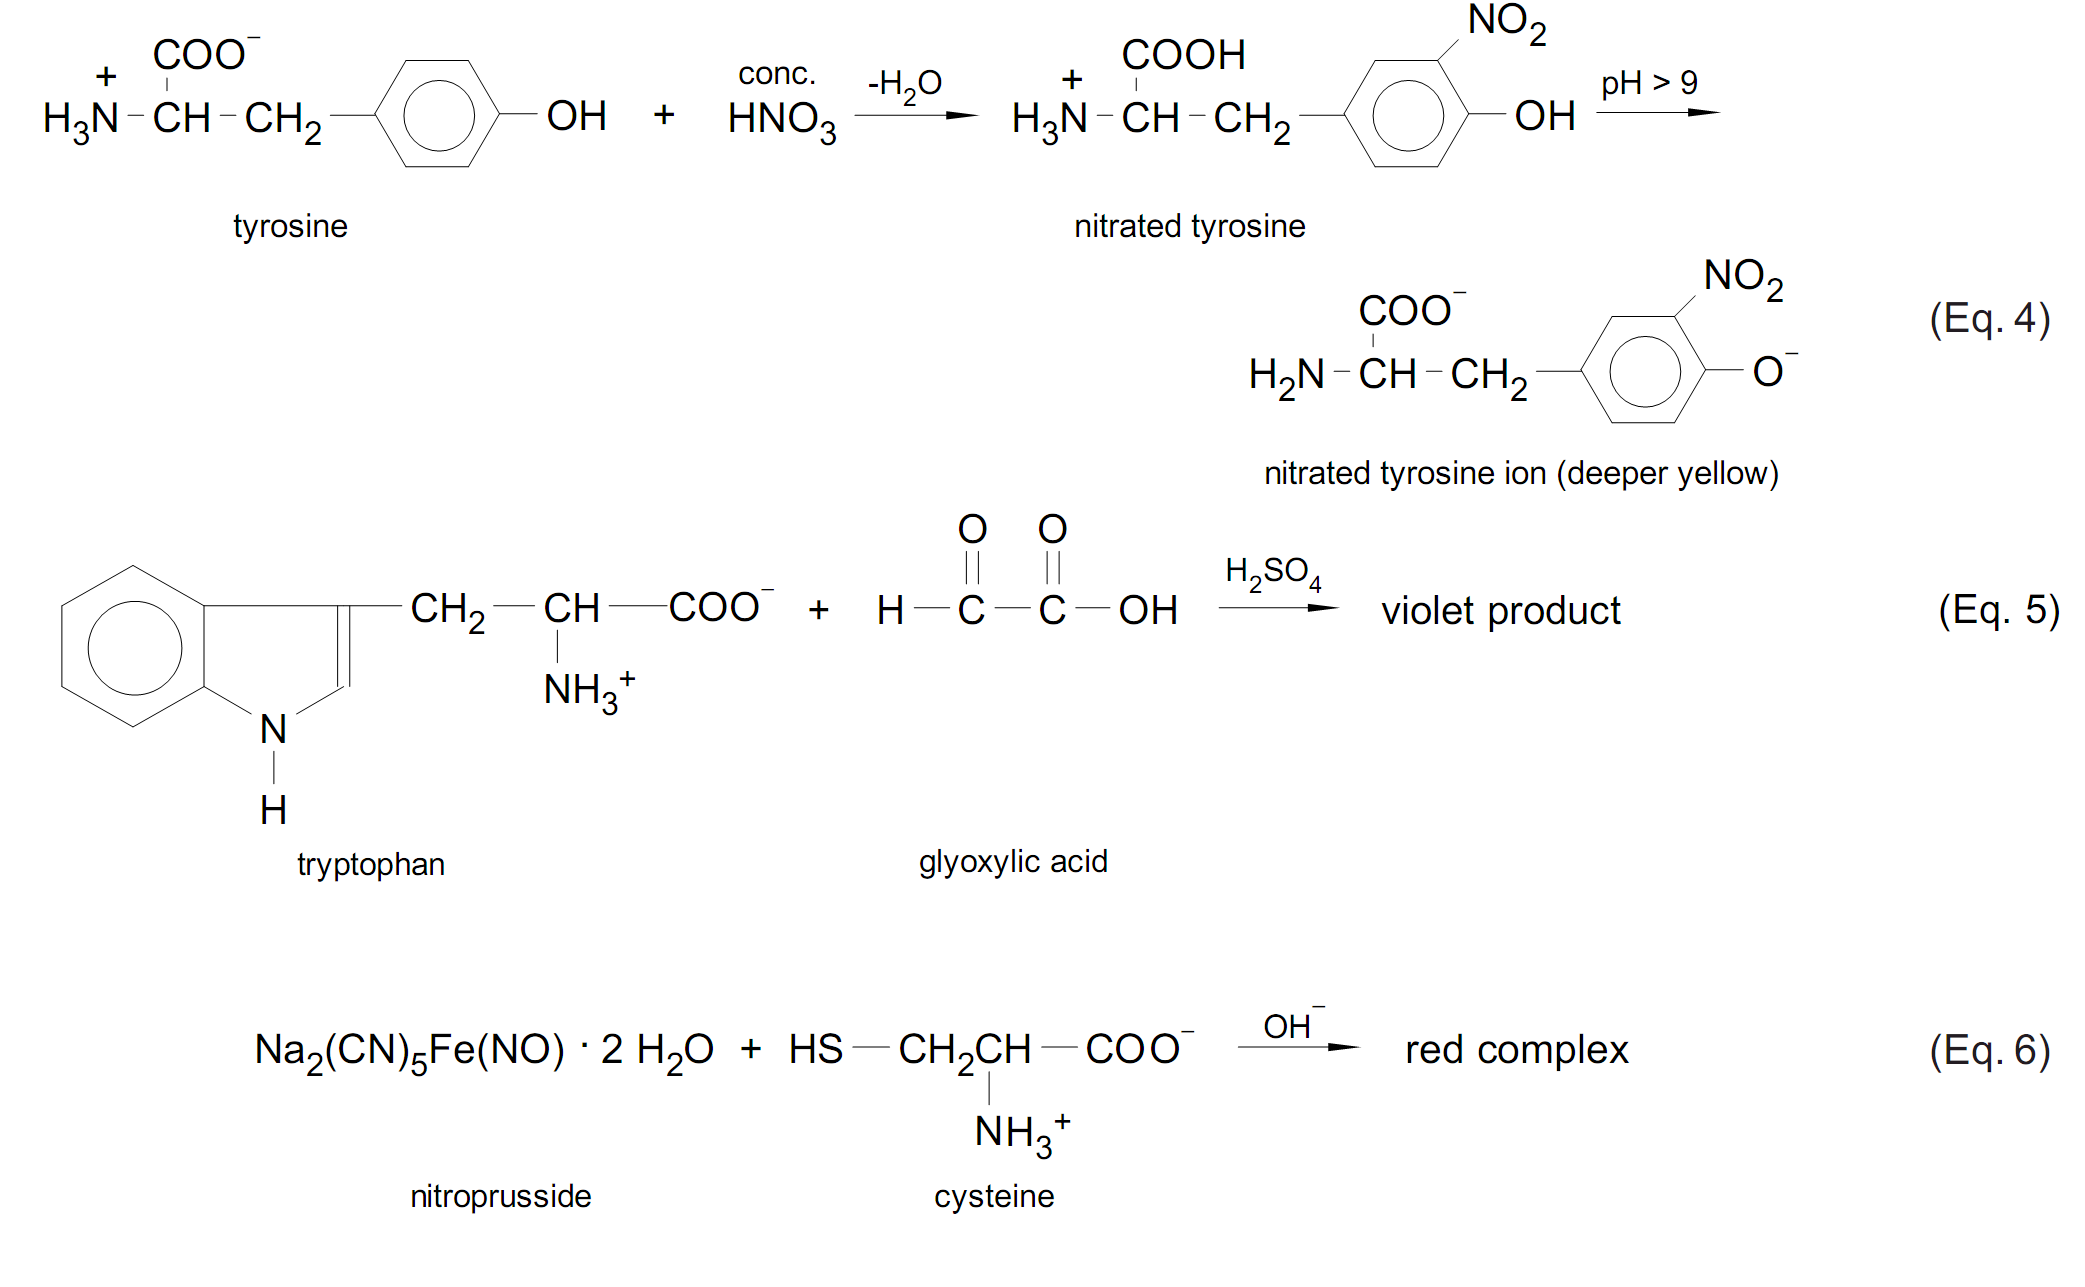 NO₂
COO⁻ COOH
+ conc. -H₂O + pH > 9
H₃N - CH - CH₂ OH + HNO₃ H₃N - CH - CH₂ OH
tyrosine nitrated tyrosine
NO₂
COO⁻ (Eq. 4)
H₂N - CH - CH₂ O⁻
nitrated tyrosine ion (deeper yellow)
O O
H₂SO₄
CH₂ — CH — COO⁻ + H — C — C — OH violet product (Eq. 5)
NH₃⁺
N
H
tryptophan glyoxylic acid
OH⁻
Na₂(CN)₅Fe(NO) · 2 H₂O + HS — CH₂CH — COO⁻ red complex (Eq. 6)
NH₃⁺
nitroprusside cysteine